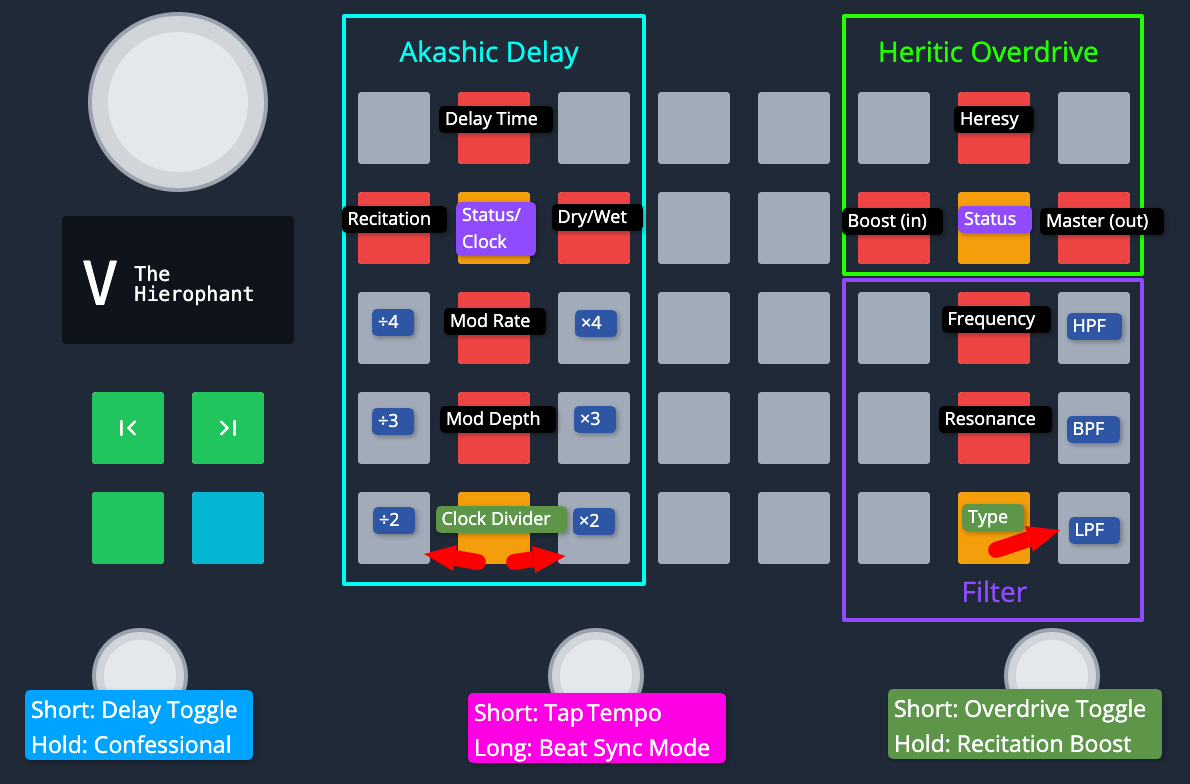 Akashic Delay
Heritic Overdrive
Delay Time
Heresy
Recitation
Status/
Clock
Dry/Wet
Boost (in)
Status
Master (out)
V
The
Hierophant
÷4
Mod Rate
×4
Frequency
HPF
÷3
Mod Depth
×3
Resonance
BPF
÷2
Clock Divider
×2
Type
LPF
Filter
Short: Delay Toggle
Hold: Confessional
Short: Tap Tempo
Long: Beat Sync Mode
Short: Overdrive Toggle
Hold: Recitation Boost